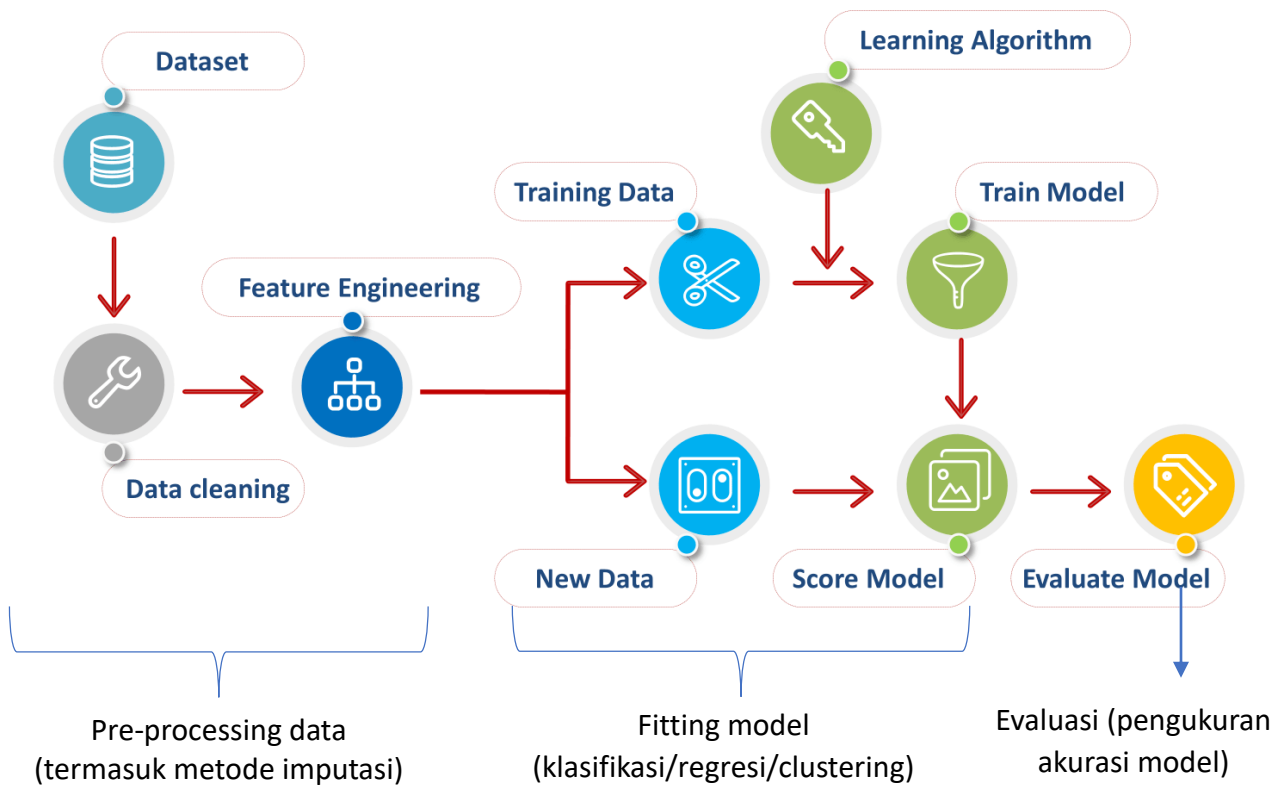 Learning Algorithm
Dataset
Training Data
Train Model
Feature Engineering
Data cleaning
New Data
Score Model
Evaluate Model
Pre-processing data
(termasuk metode imputasi)
Fitting model
(klasifikasi/regresi/clustering)
Evaluasi (pengukuran
akurasi model)